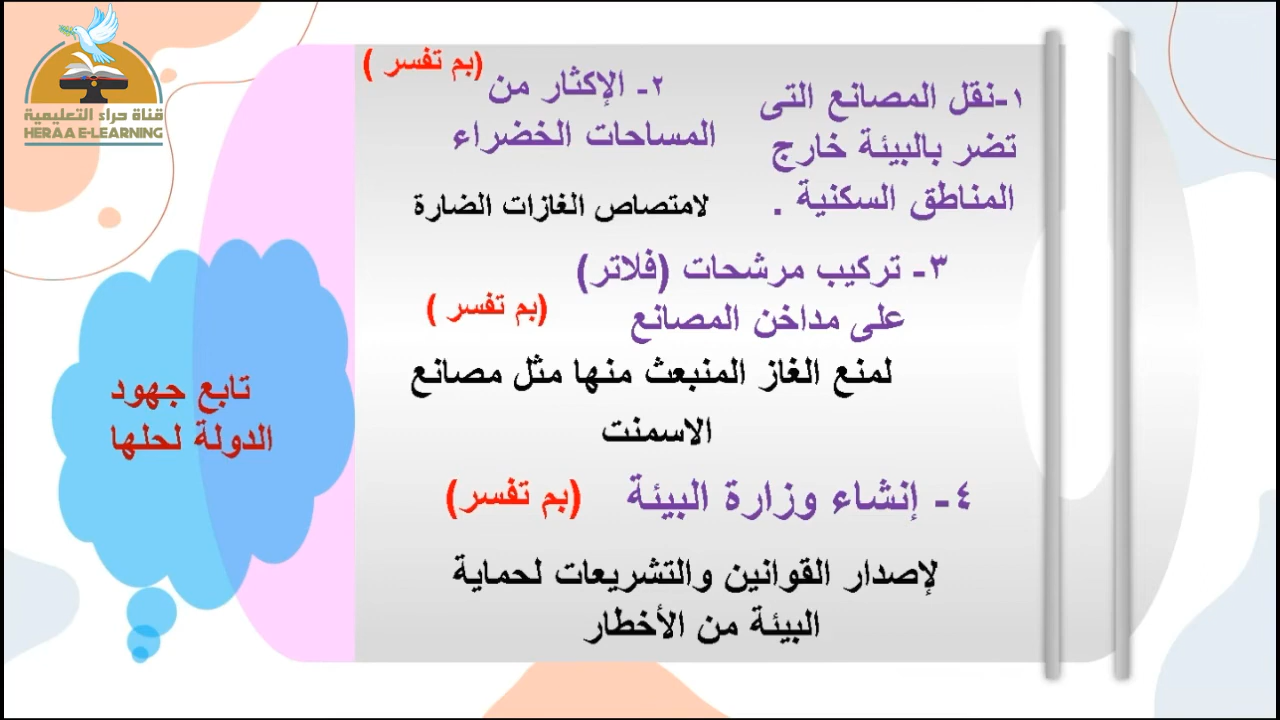 قناة حراء التعليمية
HERAA E-LEARNING
١-نقل المصانع التى
تضر بالبيئة خارج
المناطق السكنية .
(بم تفسر )
٢- الإكثار من
المساحات الخضراء
لامتصاص الغازات الضارة
٣- تركيب مرشحات (فلاتر)
على مداخن المصانع
(بم تفسر )
لمنع الغاز المنبعث منها مثل مصانع
الاسمنت
٤- إنشاء وزارة البيئة (بم تفسر)
لإصدار القوانين والتشريعات لحماية
البيئة من الأخطار
تابع جهود
الدولة لحلها